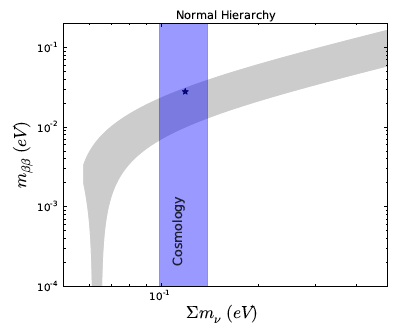 Normal Hierarchy
10⁻¹
10⁻²
10⁻³
10⁻⁴
m_ββ (eV)
Cosmology
10⁻¹
Σm_ν (eV)